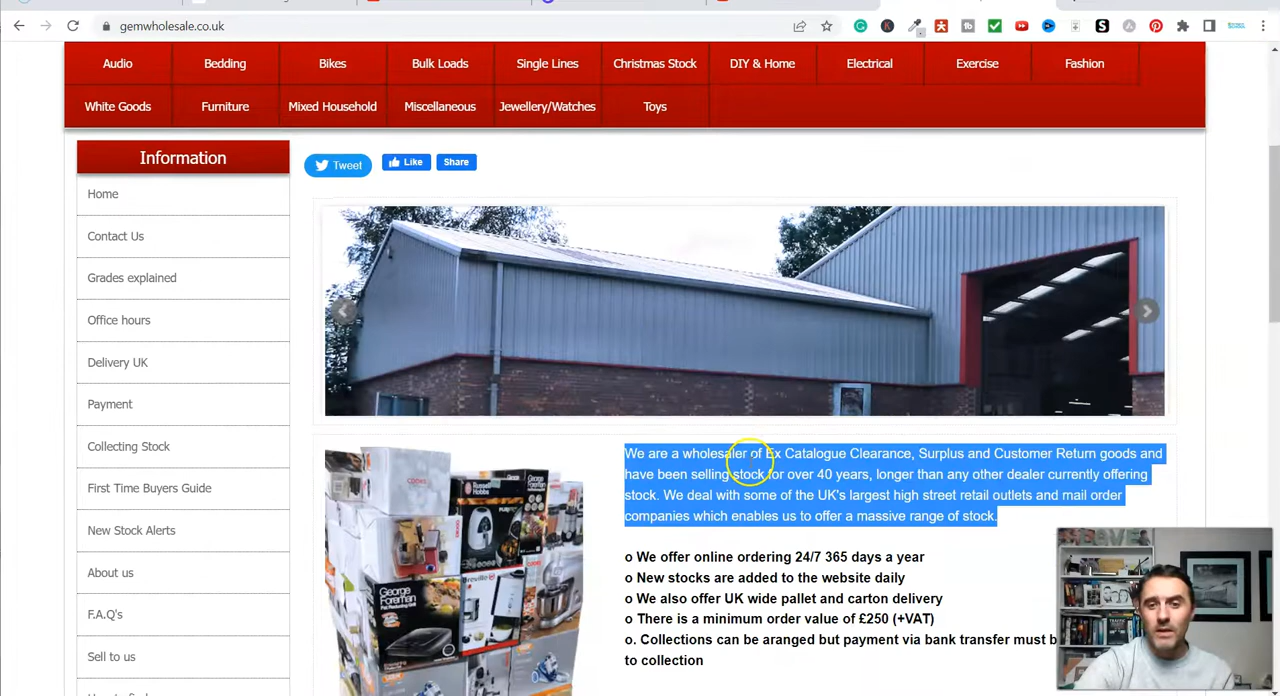 gemwholesale.co.uk
Audio Bedding Bikes Bulk Loads Single Lines Christmas Stock DIY & Home Electrical Exercise Fashion
White Goods Furniture Mixed Household Miscellaneous Jewellery/Watches Toys
Information
Tweet Like Share
Home
Contact Us
Grades explained
Office hours
Delivery UK
Payment
Collecting Stock
First Time Buyers Guide
New Stock Alerts
About us
F.A.Q's
Sell to us
We are a wholesaler of Ex Catalogue Clearance, Surplus and Customer Return goods and
have been selling stock for over 40 years, longer than any other dealer currently offering
stock. We deal with some of the UK's largest high street retail outlets and mail order
companies which enables us to offer a massive range of stock.
o We offer online ordering 24/7 365 days a year
o New stocks are added to the website daily
o We also offer UK wide pallet and carton delivery
o There is a minimum order value of £250 (+VAT)
o. Collections can be aranged but payment via bank transfer must b
to collection
Russell Hobbs
George Foreman